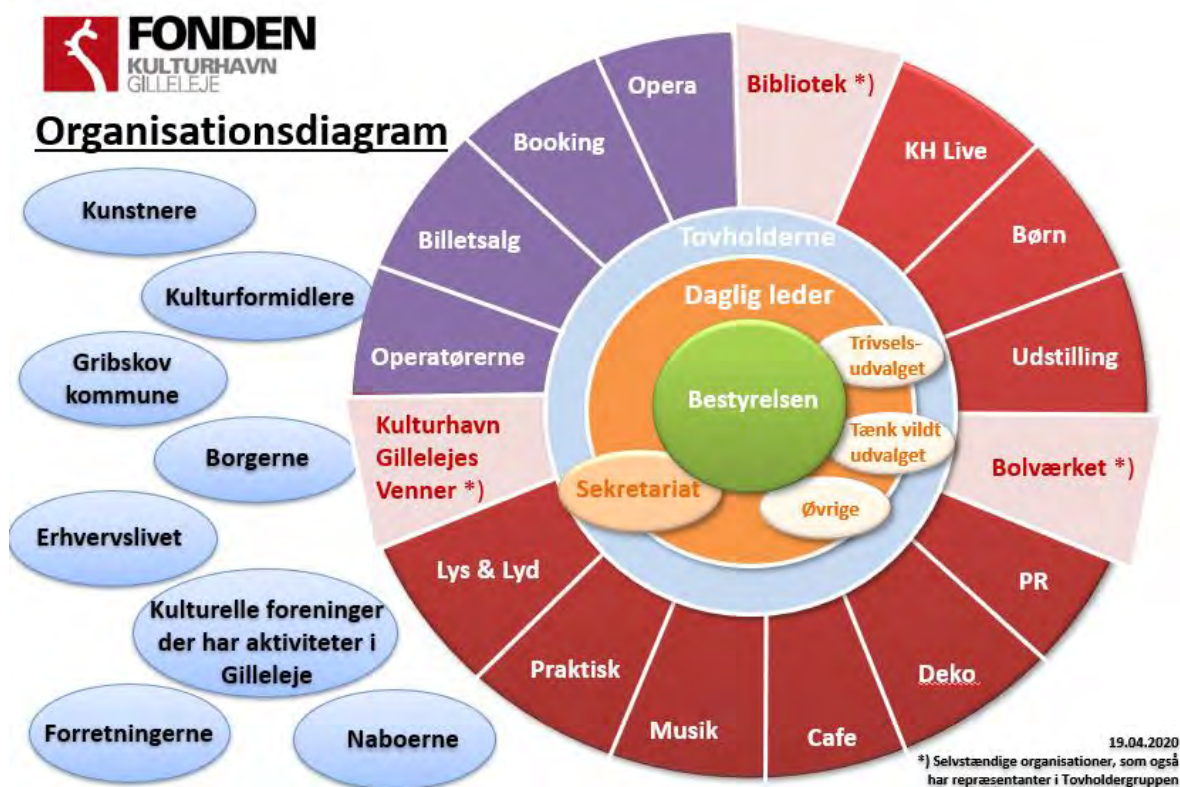 FONDEN
KULTURHAVN
GILLELEJE
Organisationsdiagram
Kunstnere
Kulturformidlere
Gribskov
kommune
Borgerne
Erhvervslivet
Kulturelle foreninger
der har aktiviteter i
Gilleleje
Forretningerne
Naboerne
Opera
Booking
Billetsalg
Operatørerne
Bibliotek *)
KH Live
Børn
Udstilling
Bolværket *)
PR
Deko
Cafe
Musik
Praktisk
Lys & Lyd
Kulturhavn
Gillelejes
Venner *)
Tovholderne
Daglig leder
Bestyrelsen
Trivsels-
udvalget
Tænk vildt
udvalget
Øvrige
Sekretariat
19.04.2020
*) Selvstændige organisationer, som også
har repræsentanter i Tovholdergruppen